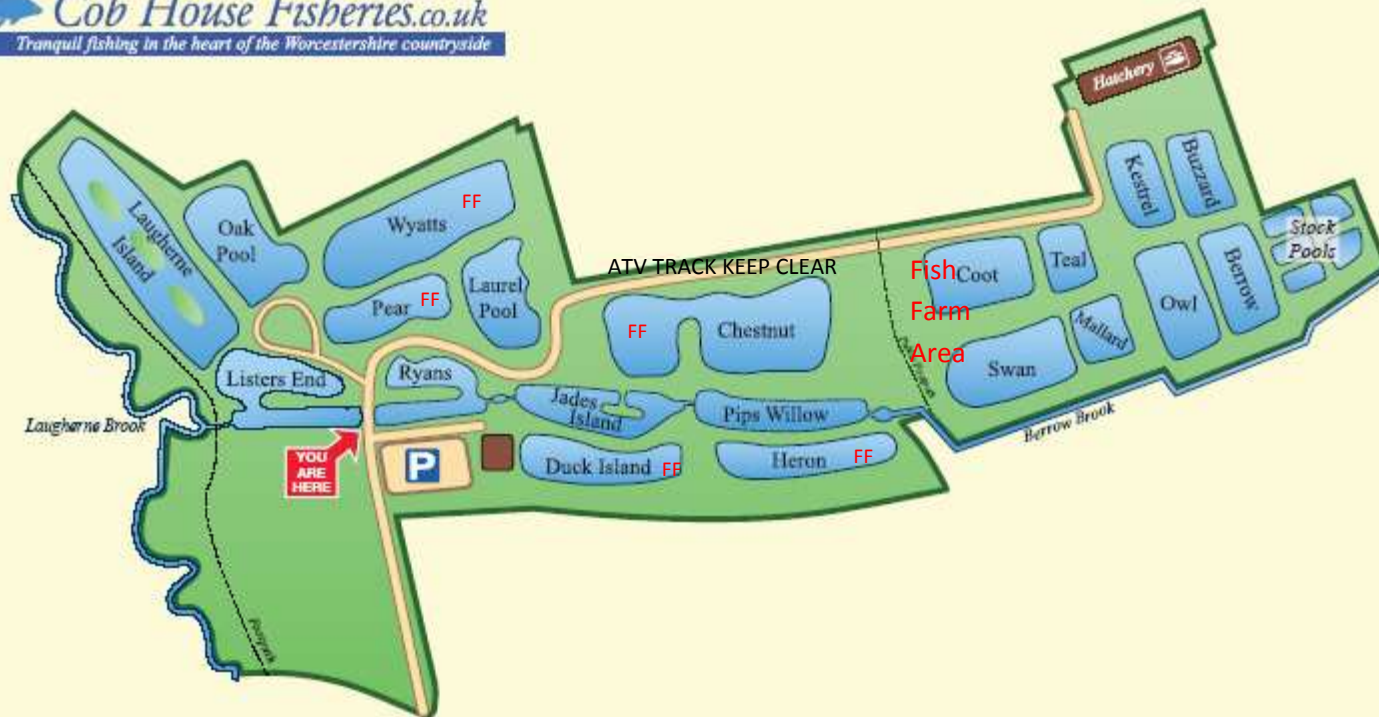 Cob House Fisheries.co.uk
Tranquil fishing in the heart of the Worcestershire countryside
Hatchery
Kestrel
Buzzard
Laugherne
Island
Oak
Pool
Wyatts
FF
Stock
Pools
Laurel
Pool
Pear
FF
ATV TRACK KEEP CLEAR
Fish
Farm
Area
Coot
Teal
Berrow
Owl
FF
Chestnut
Mallard
Swan
Listers End
Ryans
Jades
Island
Pips Willow
Laugherne Brook
Berrow Brook
YOU
ARE
HERE
P
Duck Island
FF
Heron
FF
Footpath